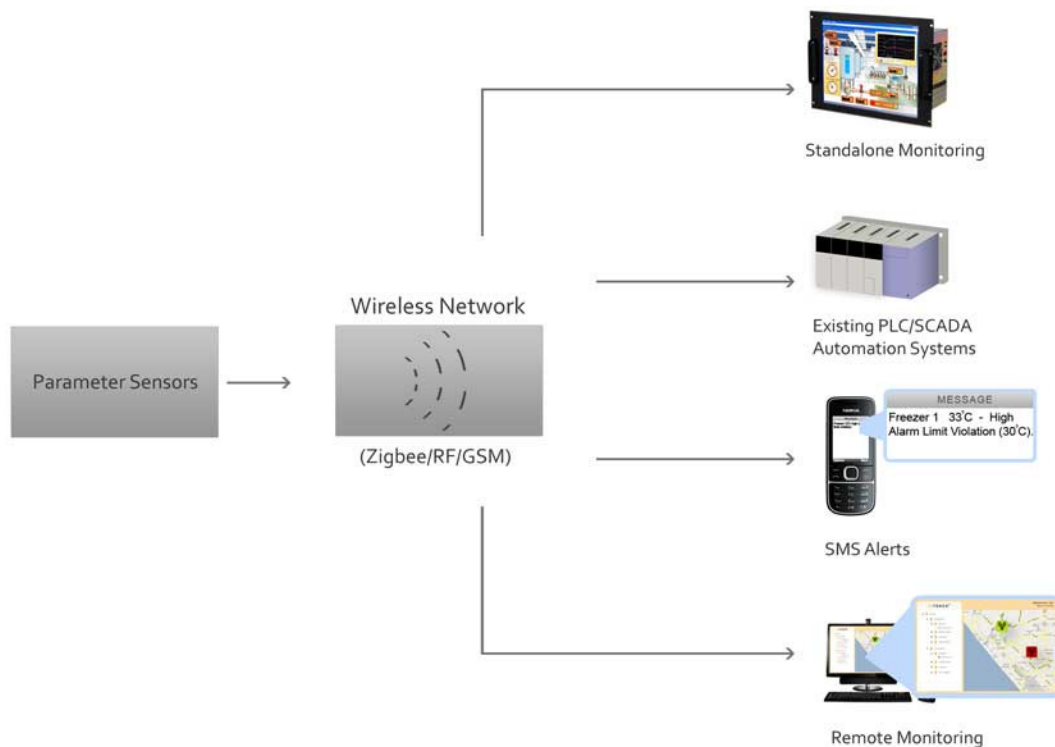 Standalone Monitoring
Existing PLC/SCADA
Automation Systems
Wireless Network
Parameter Sensors
(Zigbee/RF/GSM)
NOKIA
MESSAGE
Freezer 1 33°C - High
Alarm Limit Violation (30°C).
SMS Alerts
Remote Monitoring